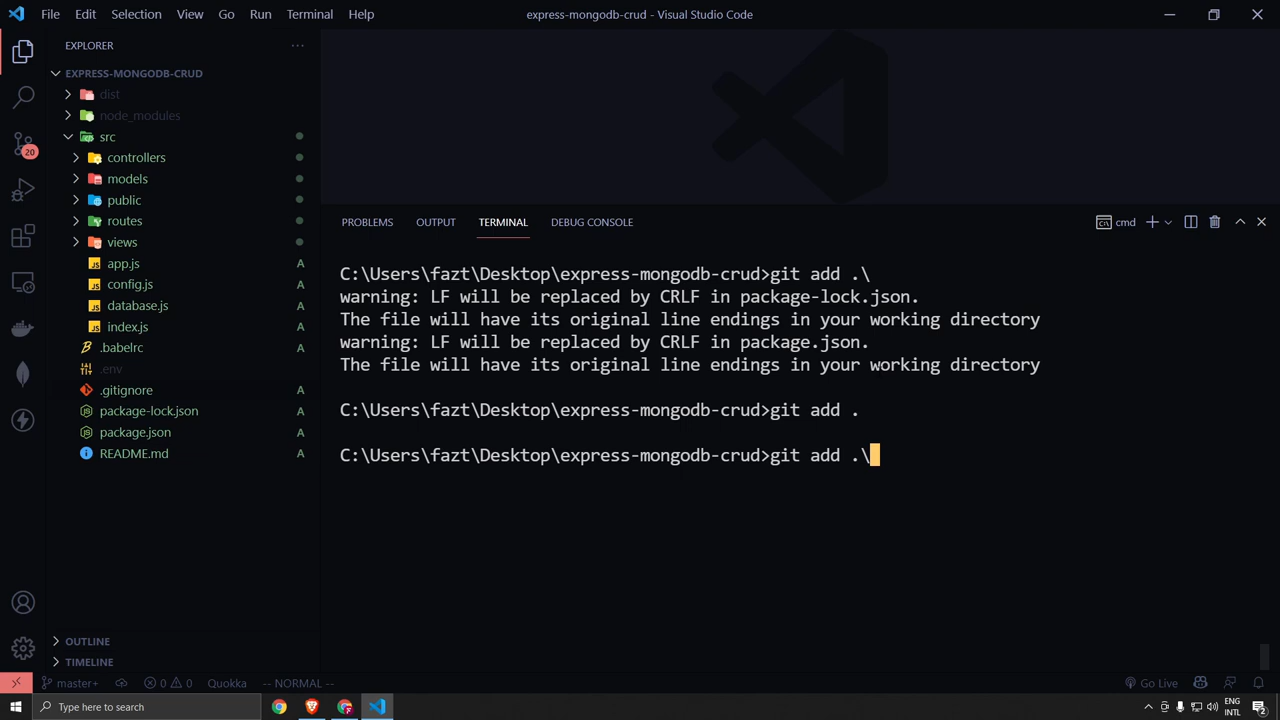 File Edit Selection View Go Run Terminal Help
express-mongodb-crud - Visual Studio Code
EXPLORER
EXPRESS-MONGODB-CRUD
dist
node_modules
src
controllers
models
public
routes
views
app.js A
config.js A
database.js A
index.js A
.babelrc A
.env
.gitignore A
package-lock.json A
package.json A
README.md A
OUTLINE
TIMELINE
20
PROBLEMS OUTPUT TERMINAL DEBUG CONSOLE
cmd
C:\Users\fazt\Desktop\express-mongodb-crud>git add .\
warning: LF will be replaced by CRLF in package-lock.json.
The file will have its original line endings in your working directory
warning: LF will be replaced by CRLF in package.json.
The file will have its original line endings in your working directory
C:\Users\fazt\Desktop\express-mongodb-crud>git add .
C:\Users\fazt\Desktop\express-mongodb-crud>git add .\
master+ 0 0 Quokka -- NORMAL -- Go Live
Type here to search
ENG
INTL
2